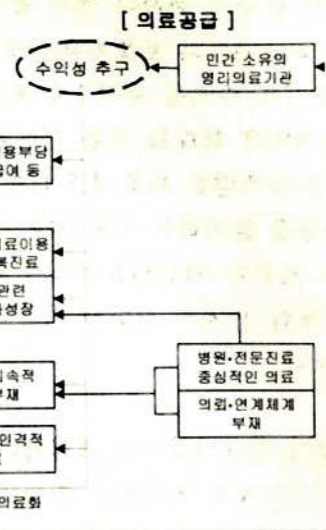 [ 의료공급 ]
수익성 추구
민간 소유의
영리의료기관
용부담
급여 등
료이용
복진료
관련
성장
병원·전문진료
중심적인 의료
의뢰·연계체계
부재
속적
부재
인격적
료
의료화